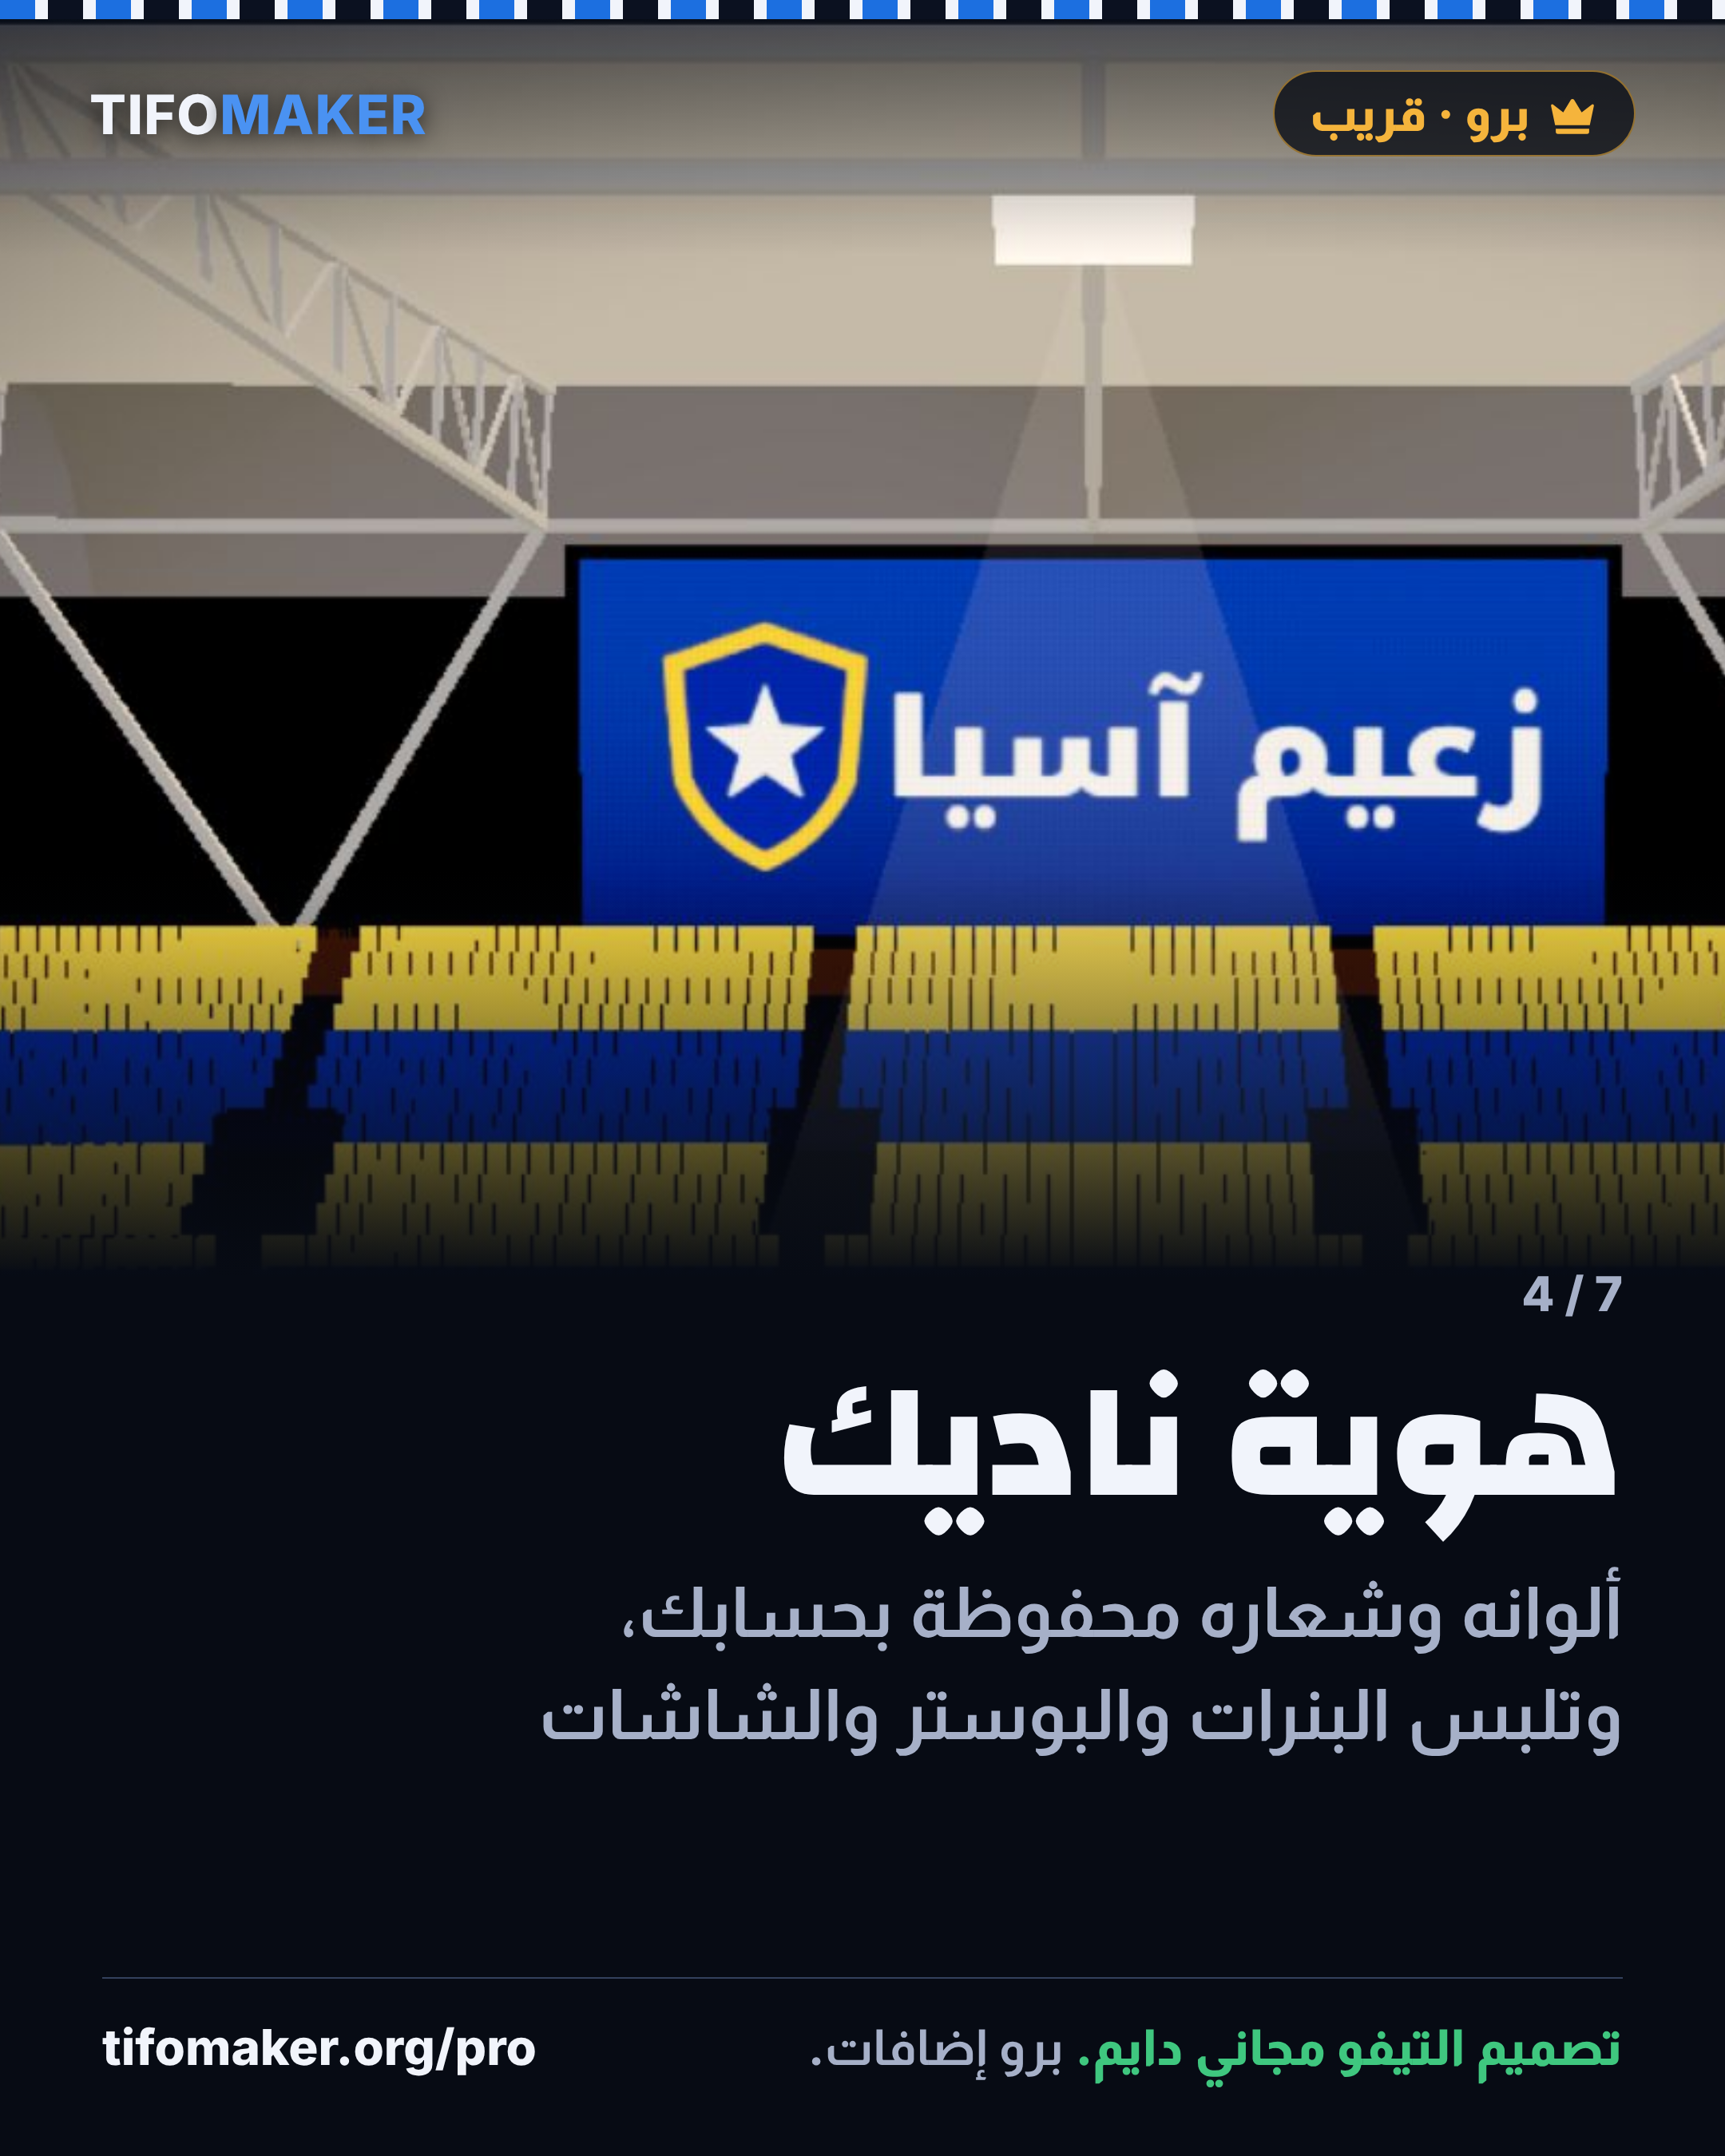 TIFOMAKER
برو · قريب
زعيم آسيا
4 / 7
هوية ناديك
ألوانه وشعاره محفوظة بحسابك،
وتلبس البنرات والبوستر والشاشات
تصميم التيفو مجاني دايم. برو إضافات.
tifomaker.org/pro